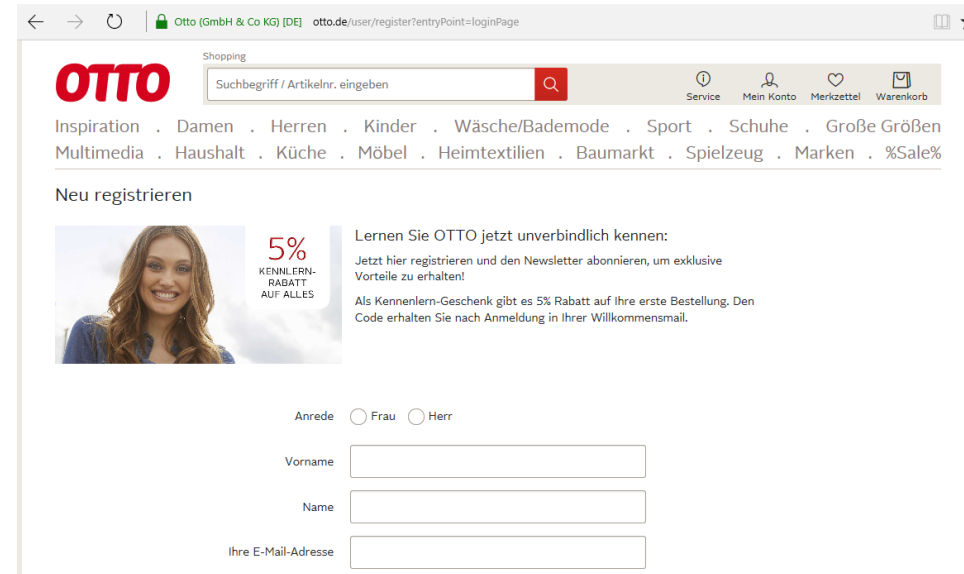 Otto (GmbH & Co KG) [DE] otto.de/user/register?entryPoint=loginPage
Shopping
OTTO
Suchbegriff / Artikelnr. eingeben
Service Mein Konto Merkzettel Warenkorb
Inspiration . Damen . Herren . Kinder . Wäsche/Bademode . Sport . Schuhe . Große Größen
Multimedia . Haushalt . Küche . Möbel . Heimtextilien . Baumarkt . Spielzeug . Marken . %Sale%
Neu registrieren
5%
KENNLERN-
RABATT
AUF ALLES
Lernen Sie OTTO jetzt unverbindlich kennen:
Jetzt hier registrieren und den Newsletter abonnieren, um exklusive
Vorteile zu erhalten!
Als Kennenlern-Geschenk gibt es 5% Rabatt auf Ihre erste Bestellung. Den
Code erhalten Sie nach Anmeldung in Ihrer Willkommensmail.
Anrede Frau Herr
Vorname
Name
Ihre E-Mail-Adresse